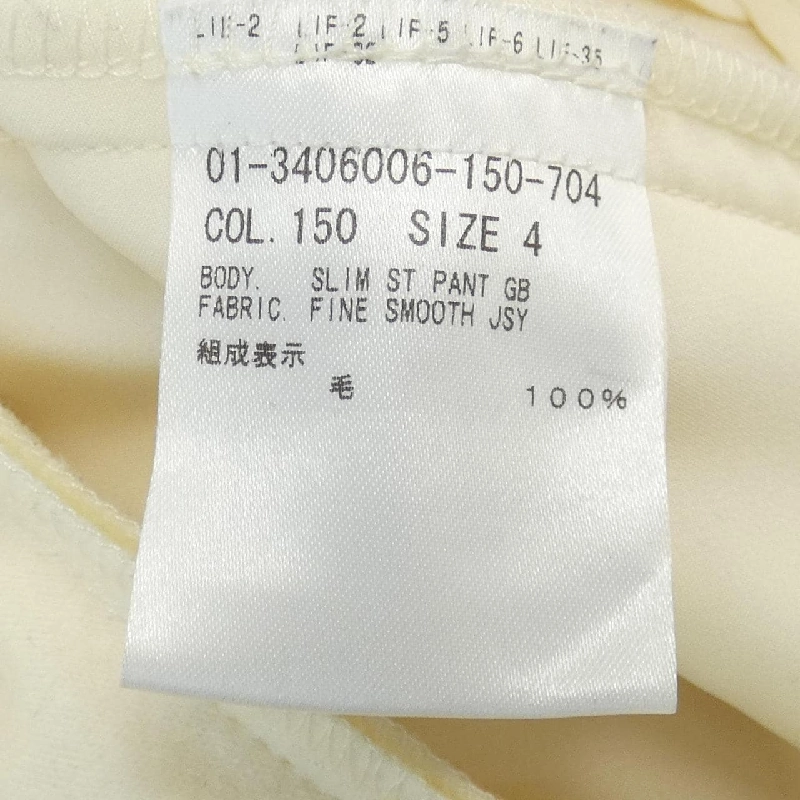 LIF-2 LIF-2 LIF-5 LIF-6 LIF-35
01-3406006-150-704
COL. 150 SIZE 4
BODY. SLIM ST PANT GB
FABRIC. FINE SMOOTH JSY
組成表示
毛 100%